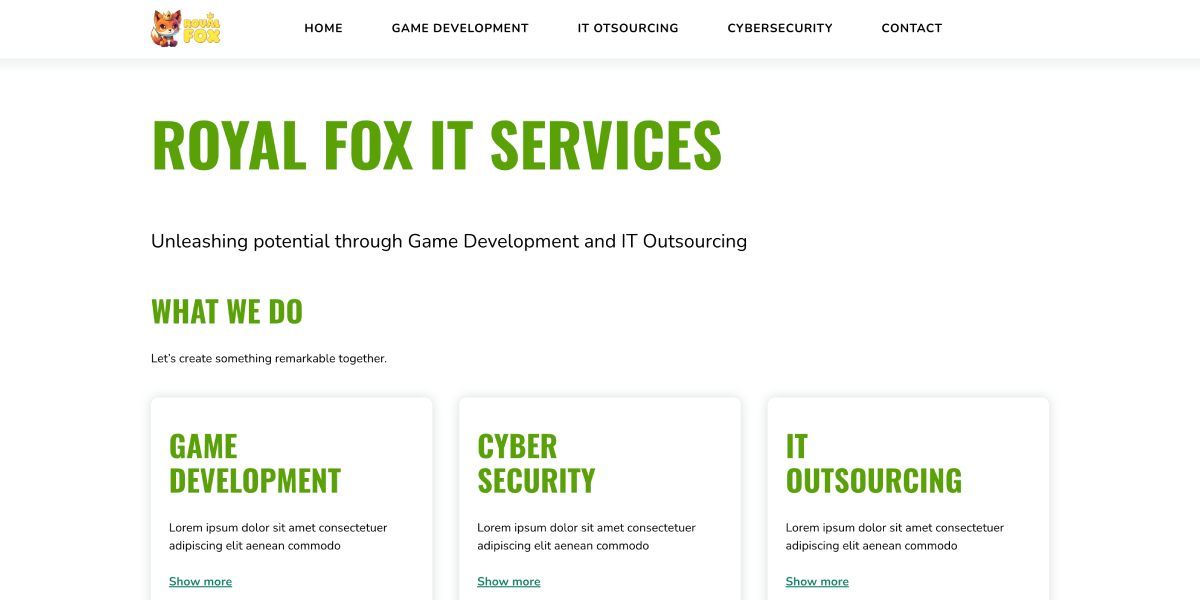 ROYAL
FOX
HOME
GAME DEVELOPMENT
IT OTSOURCING
CYBERSECURITY
CONTACT
ROYAL FOX IT SERVICES
Unleashing potential through Game Development and IT Outsourcing
WHAT WE DO
Let's create something remarkable together.
GAME
DEVELOPMENT
Lorem ipsum dolor sit amet consectetuer
adipiscing elit aenean commodo
Show more
CYBER
SECURITY
Lorem ipsum dolor sit amet consectetuer
adipiscing elit aenean commodo
Show more
IT
OUTSOURCING
Lorem ipsum dolor sit amet consectetuer
adipiscing elit aenean commodo
Show more